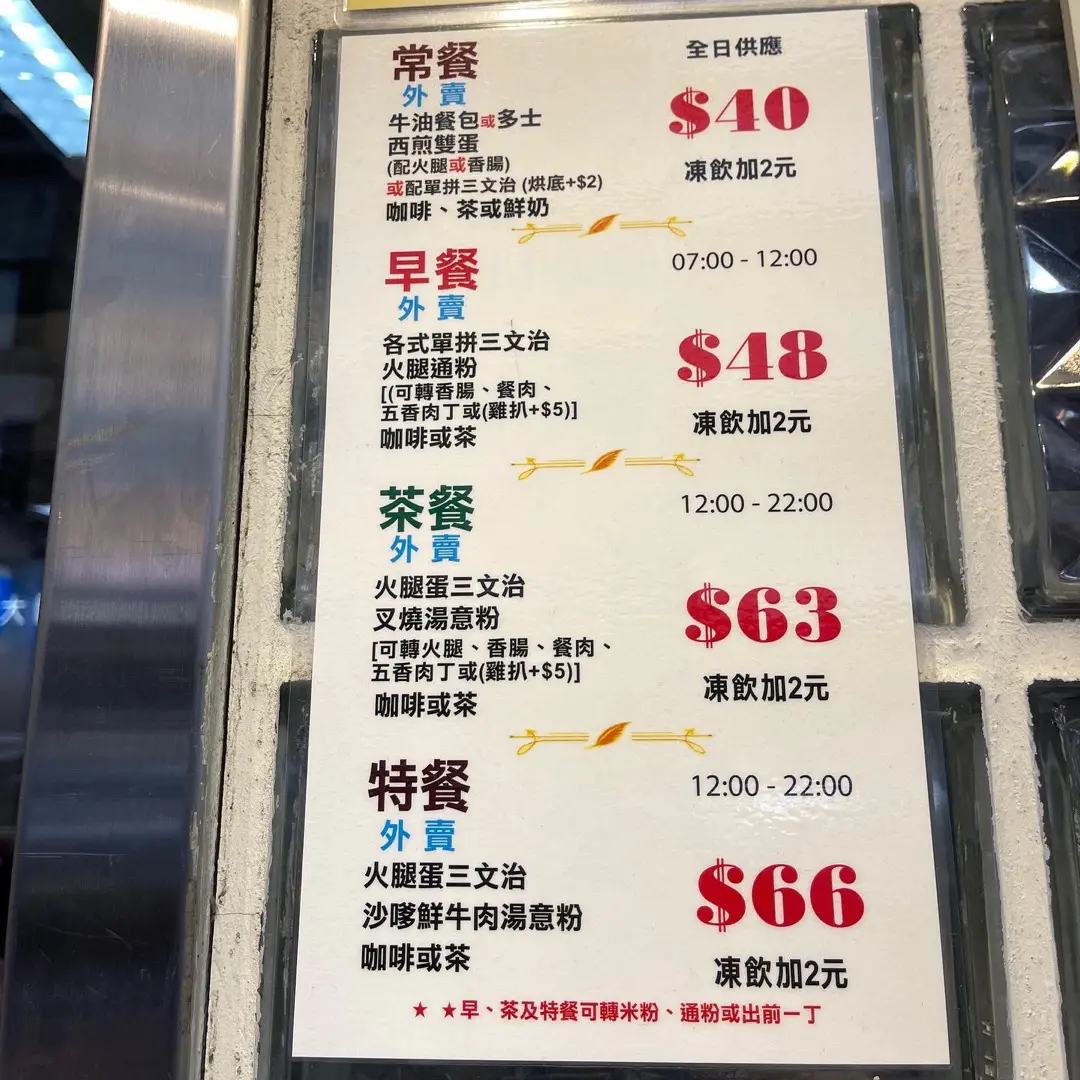 常餐
全日供應
外賣
$40
牛油餐包或多士
西煎雙蛋
(配火腿或香腸)
凍飲加2元
或配單拼三文治 (烘底+$2)
咖啡、茶或鮮奶
早餐
07:00 - 12:00
外賣
各式單拼三文治
$48
火腿通粉
[(可轉香腸、餐肉、
五香肉丁或(雞扒+$5)]
凍飲加2元
咖啡或茶
茶餐
12:00 - 22:00
外賣
火腿蛋三文治
$63
叉燒湯意粉
[可轉火腿、香腸、餐肉、
五香肉丁或(雞扒+$5)]
凍飲加2元
咖啡或茶
特餐
12:00 - 22:00
外賣
火腿蛋三文治
$66
沙嗲鮮牛肉湯意粉
咖啡或茶
凍飲加2元
★ ★早、茶及特餐可轉米粉、通粉或出前一丁
大